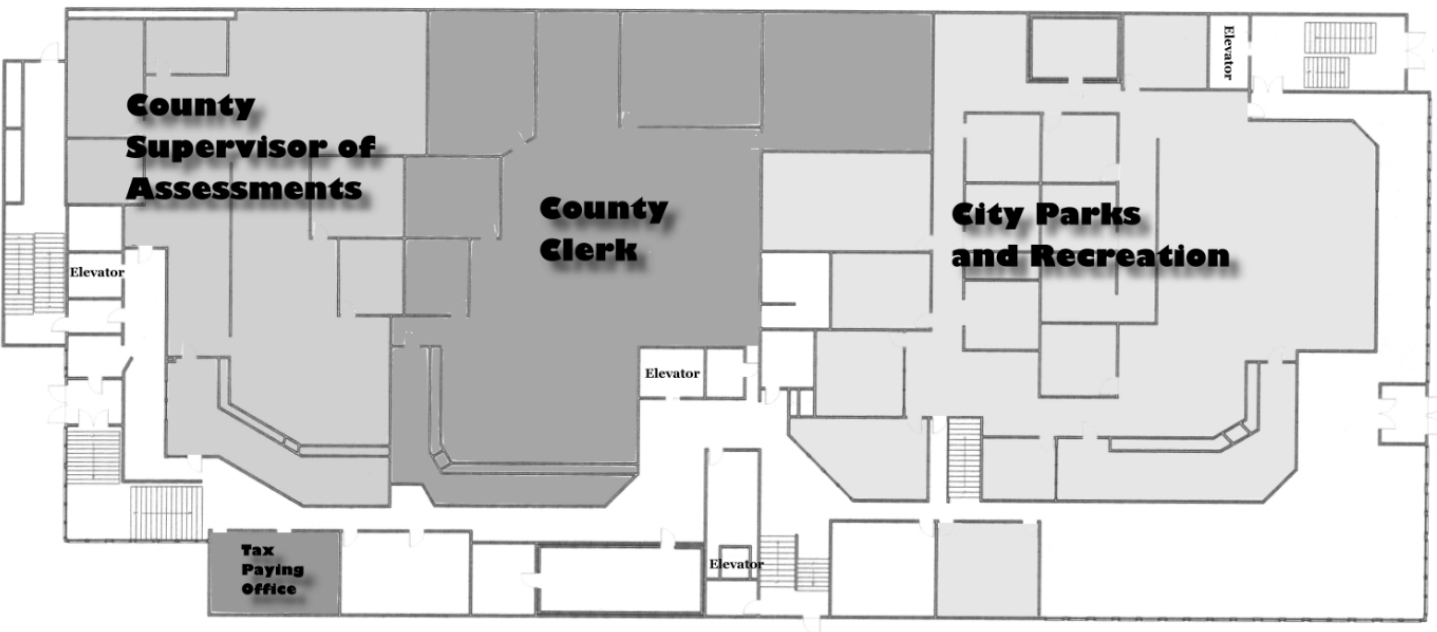 Elevator
County
Supervisor of
Assessments
County
Clerk
City Parks
and Recreation
Elevator
Elevator
Tax
Paying
Office
Elevator